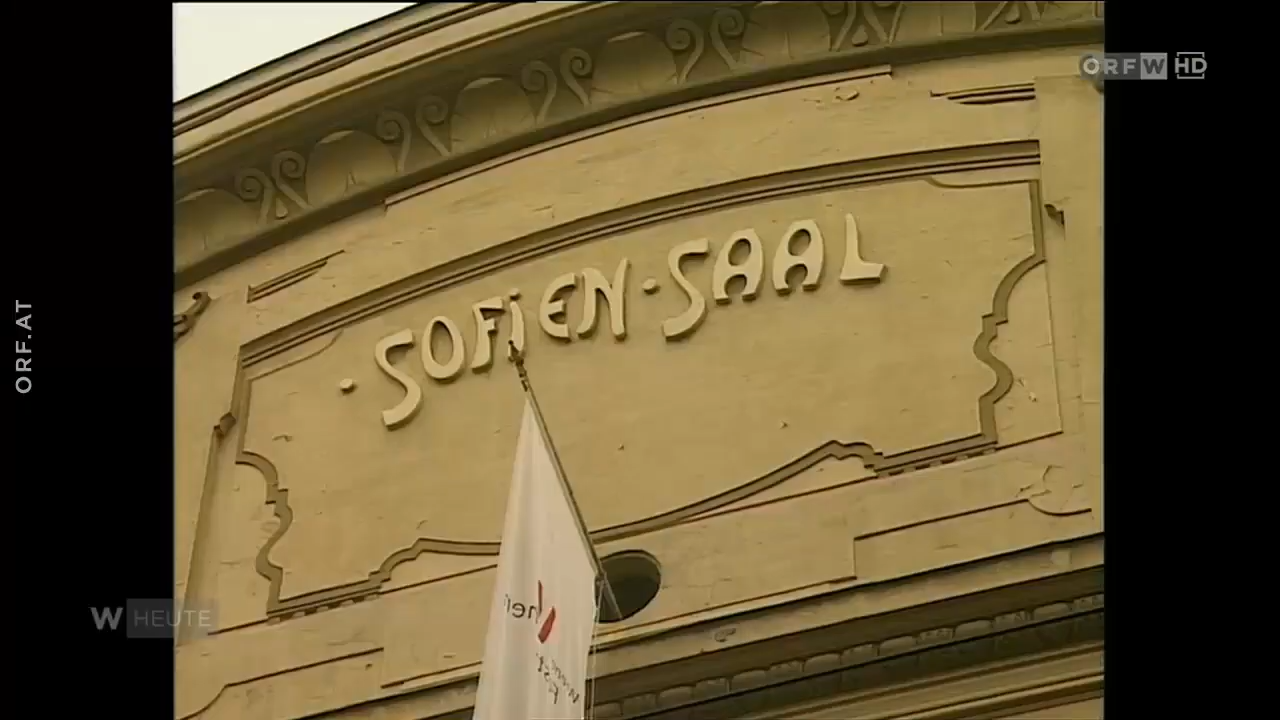 ORF W HD
· SOFIEN · SAAL
ORF.AT
W HEUTE